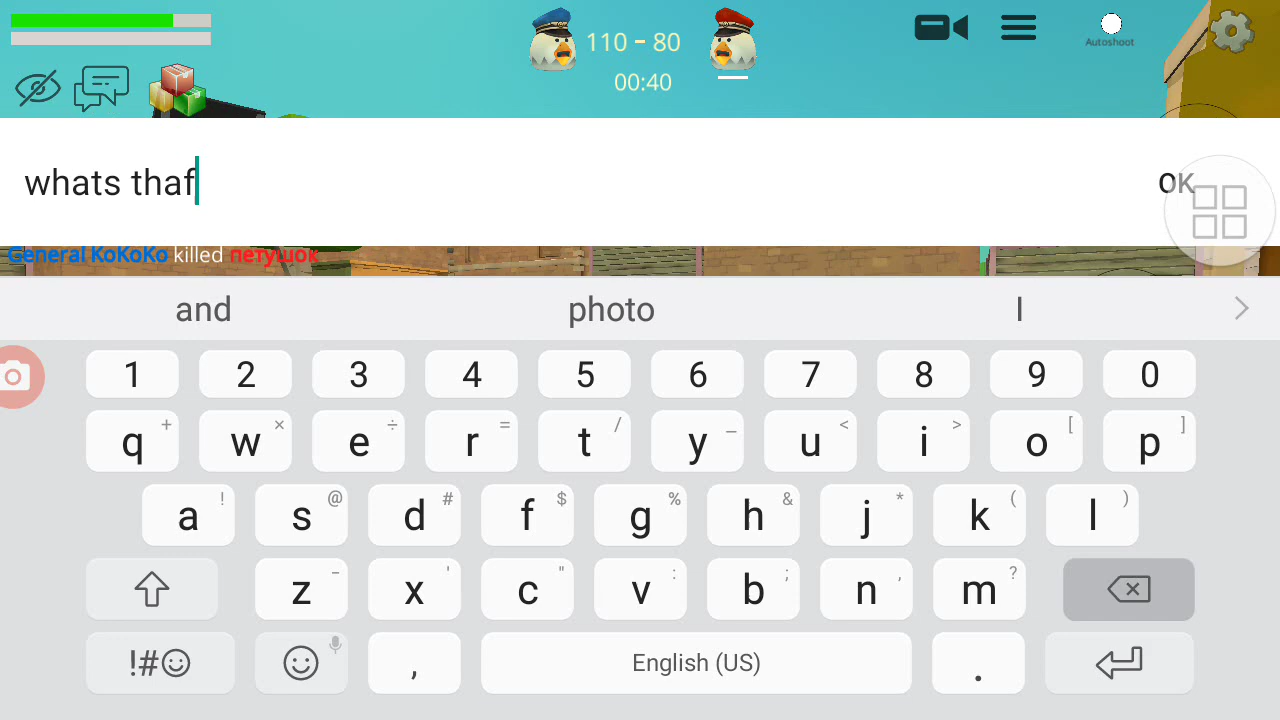 110 - 80
00:40
Autoshoot
whats thaf
OK
General KoKoKo killed петушок
and photo I
1 2 3 4 5 6 7 8 9 0
q + w × e ÷ r = t / y _ u < i > o [ p ]
a ! s @ d # f $ g % h & j * k ( l )
z - x ' c " v : b ; n , m ?
!#☺ , English (US) .